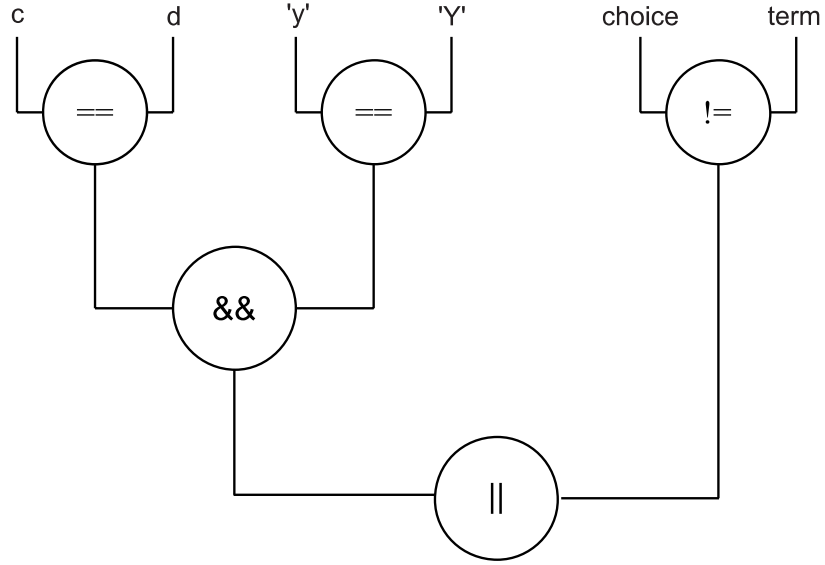 c d 'y' 'Y' choice term
== == !=
&&
||